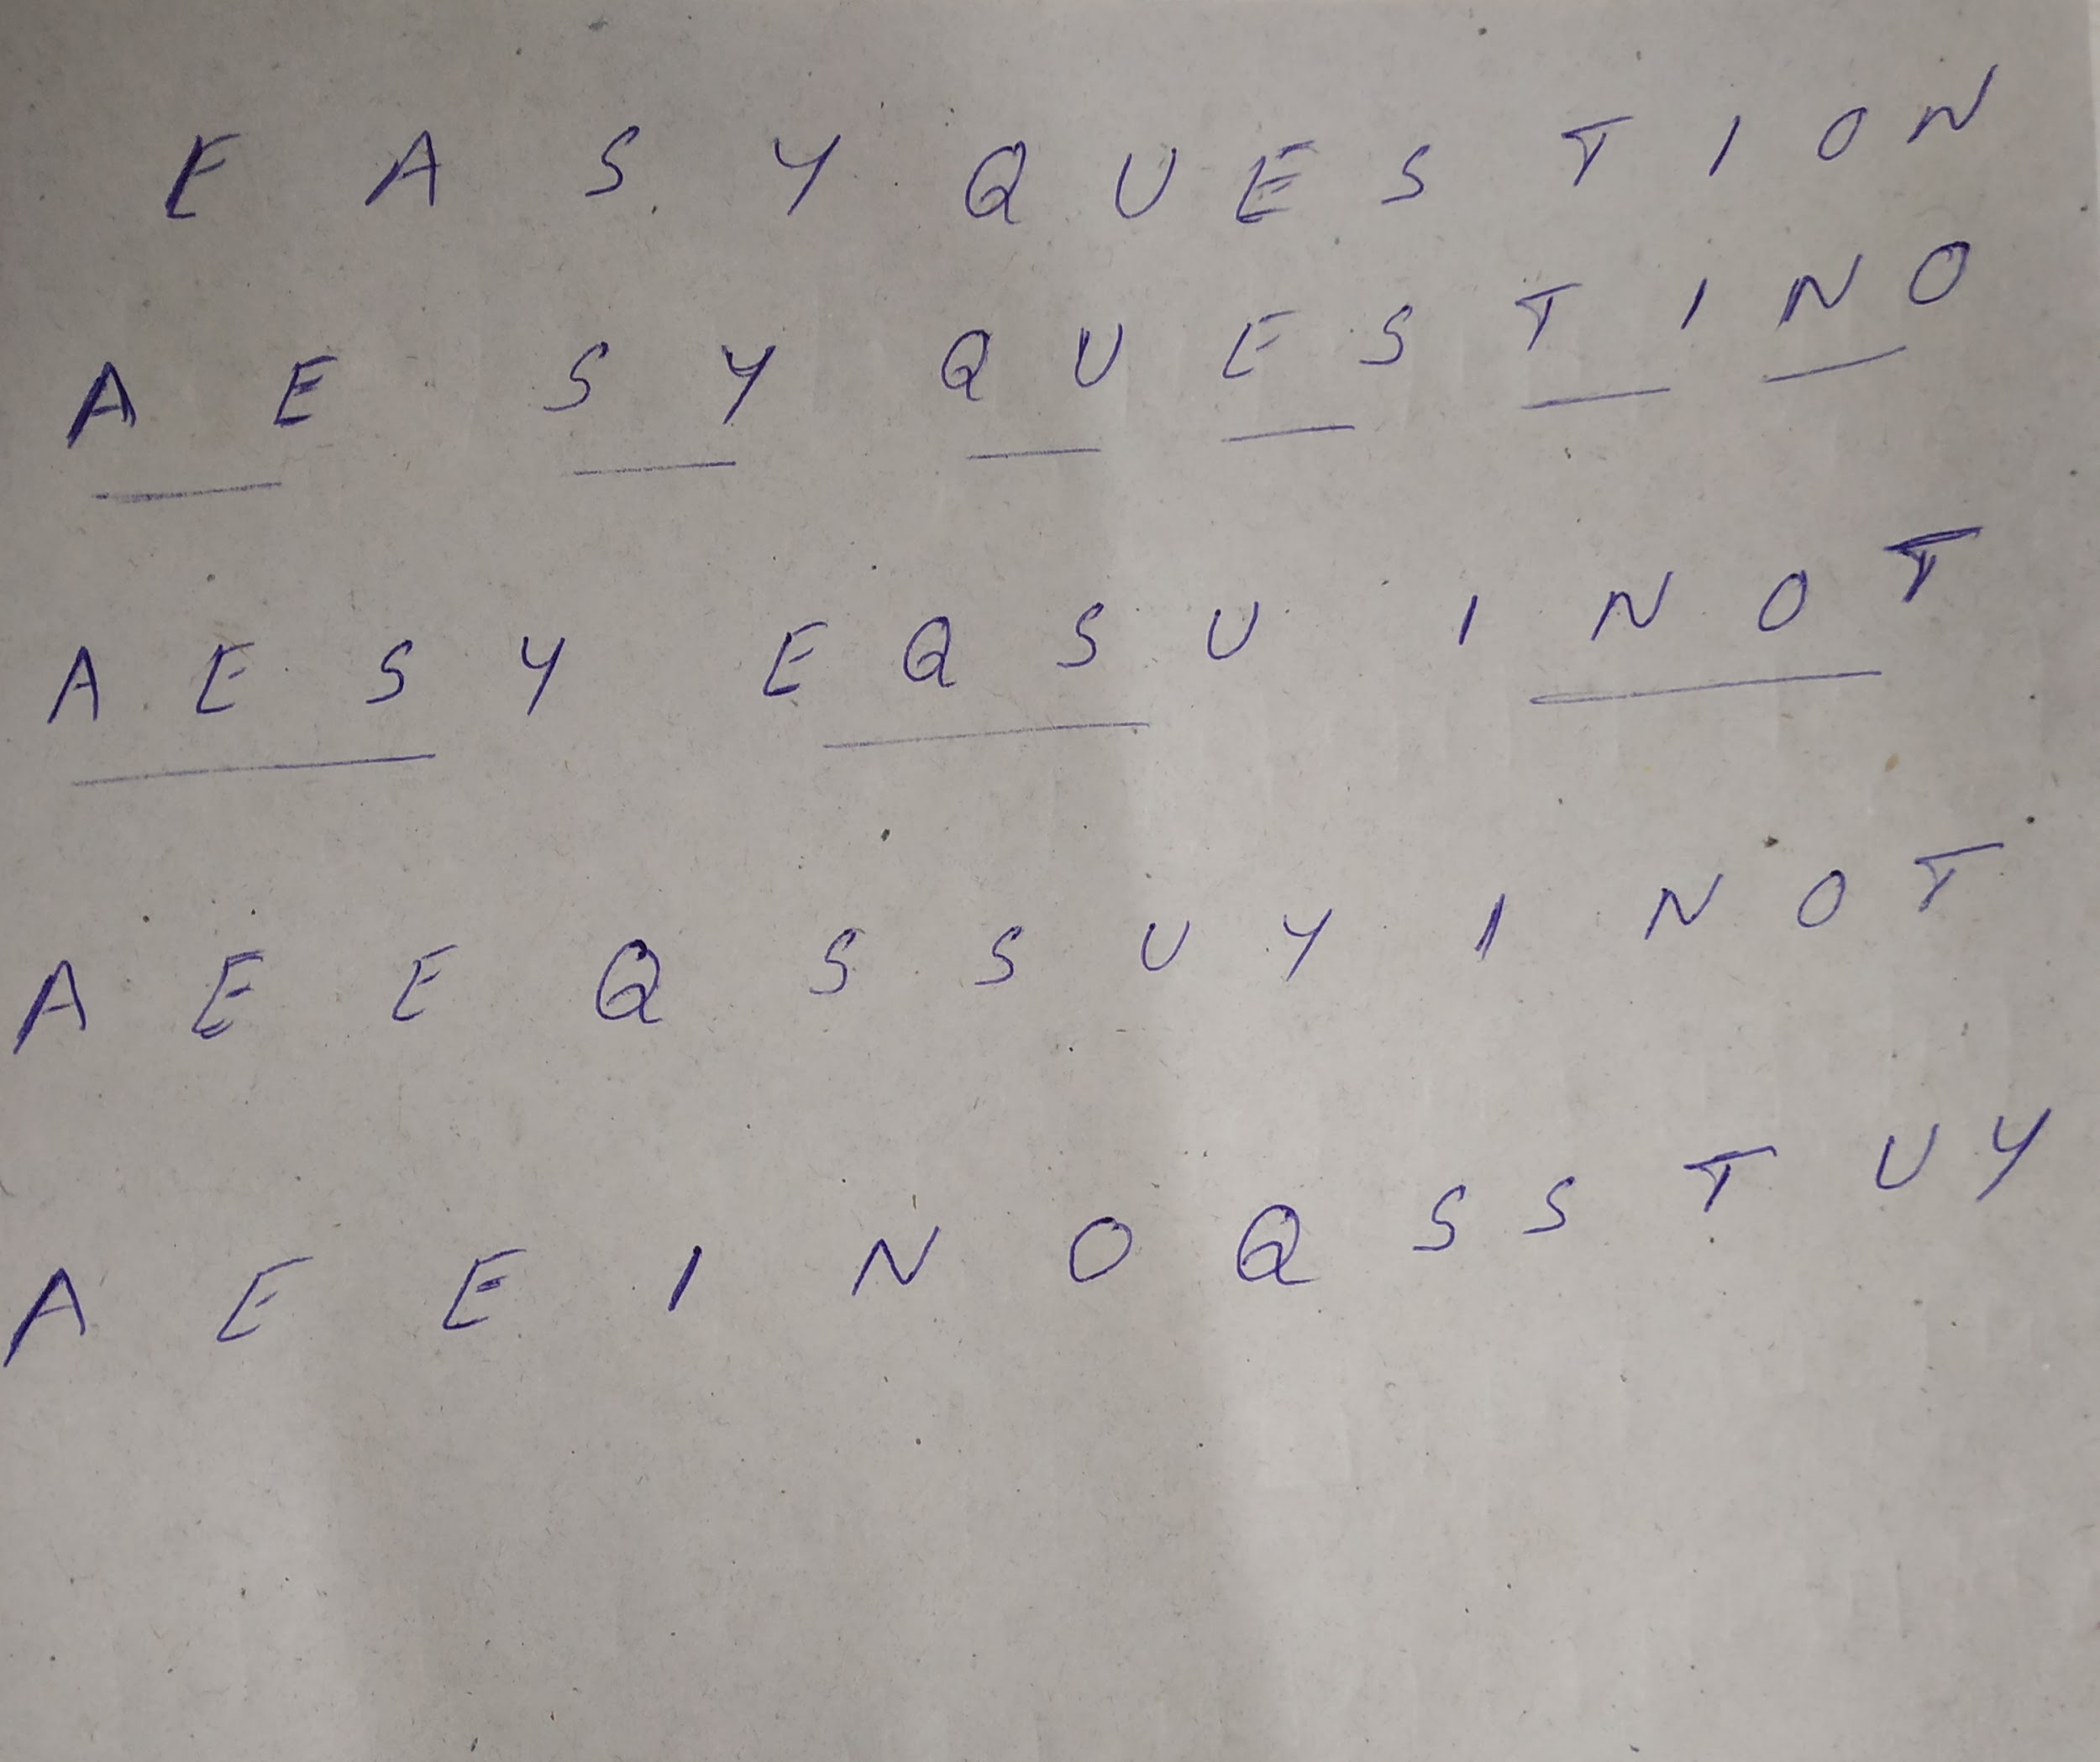 E A S Y Q U E S T I O N
A E S Y Q U E S T I N O
A E S Y E Q S U I N O T
A E E Q S S U Y I N O T
A E E I N O Q S S T U Y